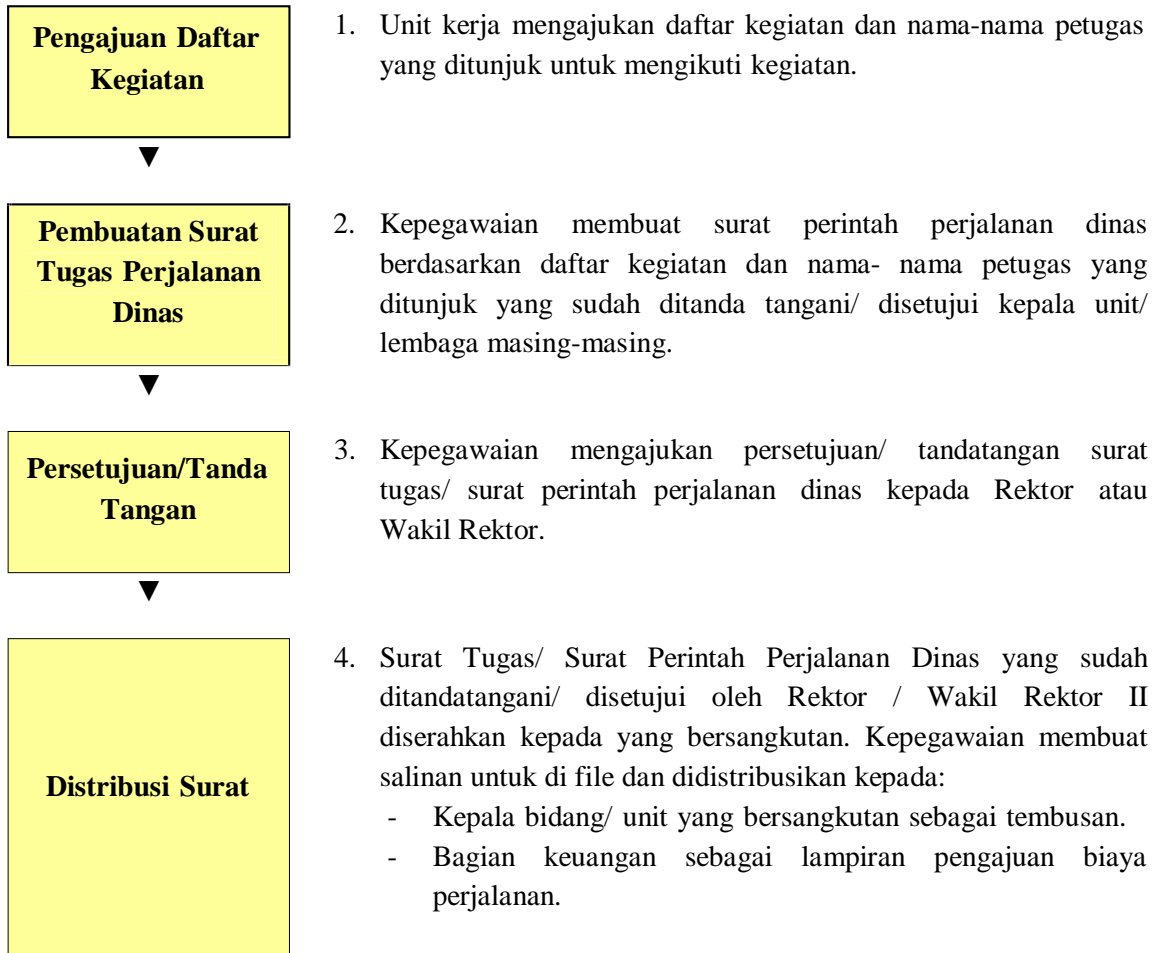 Pengajuan Daftar
Kegiatan
1. Unit kerja mengajukan daftar kegiatan dan nama-nama petugas
yang ditunjuk untuk mengikuti kegiatan.
▼
Pembuatan Surat
Tugas Perjalanan
Dinas
2. Kepegawaian membuat surat perintah perjalanan dinas
berdasarkan daftar kegiatan dan nama- nama petugas yang
ditunjuk yang sudah ditanda tangani/ disetujui kepala unit/
lembaga masing-masing.
▼
Persetujuan/Tanda
Tangan
3. Kepegawaian mengajukan persetujuan/ tandatangan surat
tugas/ surat perintah perjalanan dinas kepada Rektor atau
Wakil Rektor.
▼
Distribusi Surat
4. Surat Tugas/ Surat Perintah Perjalanan Dinas yang sudah
ditandatangani/ disetujui oleh Rektor / Wakil Rektor II
diserahkan kepada yang bersangkutan. Kepegawaian membuat
salinan untuk di file dan didistribusikan kepada:
- Kepala bidang/ unit yang bersangkutan sebagai tembusan.
- Bagian keuangan sebagai lampiran pengajuan biaya
perjalanan.